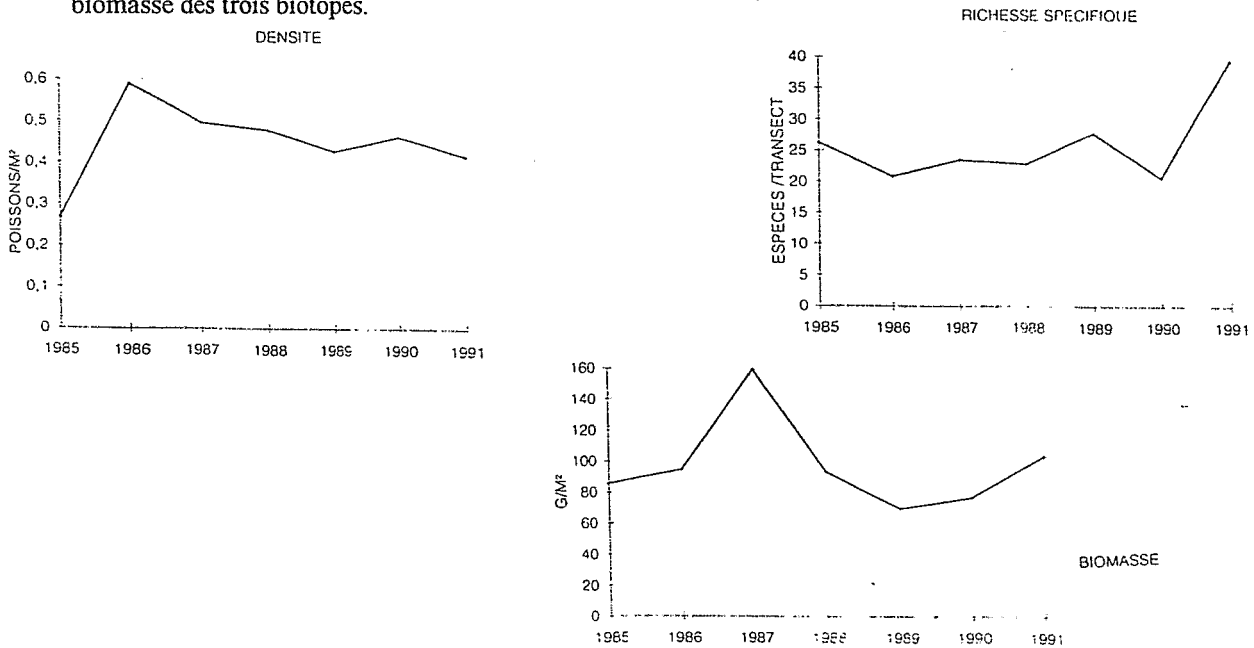 biomasse des trois biotopes.
DENSITE
0,6
0,5
0,4
0,3
0,2
0,1
0
POISSONS/M²
1985 1986 1987 1988 1989 1990 1991
RICHESSE SPECIFIQUE
40
35
30
25
20
15
10
5
0
ESPECES /TRANSECT
1985 1986 1987 1988 1989 1990 1991
160
140
120
100
80
60
40
20
0
G/M²
BIOMASSE
1985 1986 1987 1988 1989 1990 1991